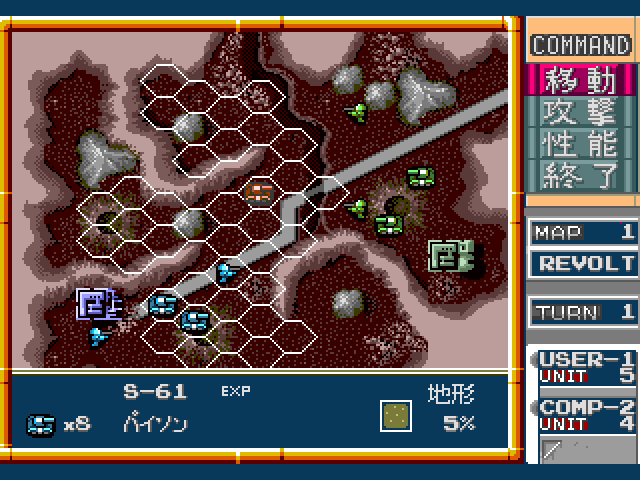 COMMAND
移動
攻撃
性能
終了
MAP 1
REVOLT
TURN 1
USER-1
UNIT 5
COMP-2
UNIT 4
S-61 EXP 地形
x8 バイソン 5%